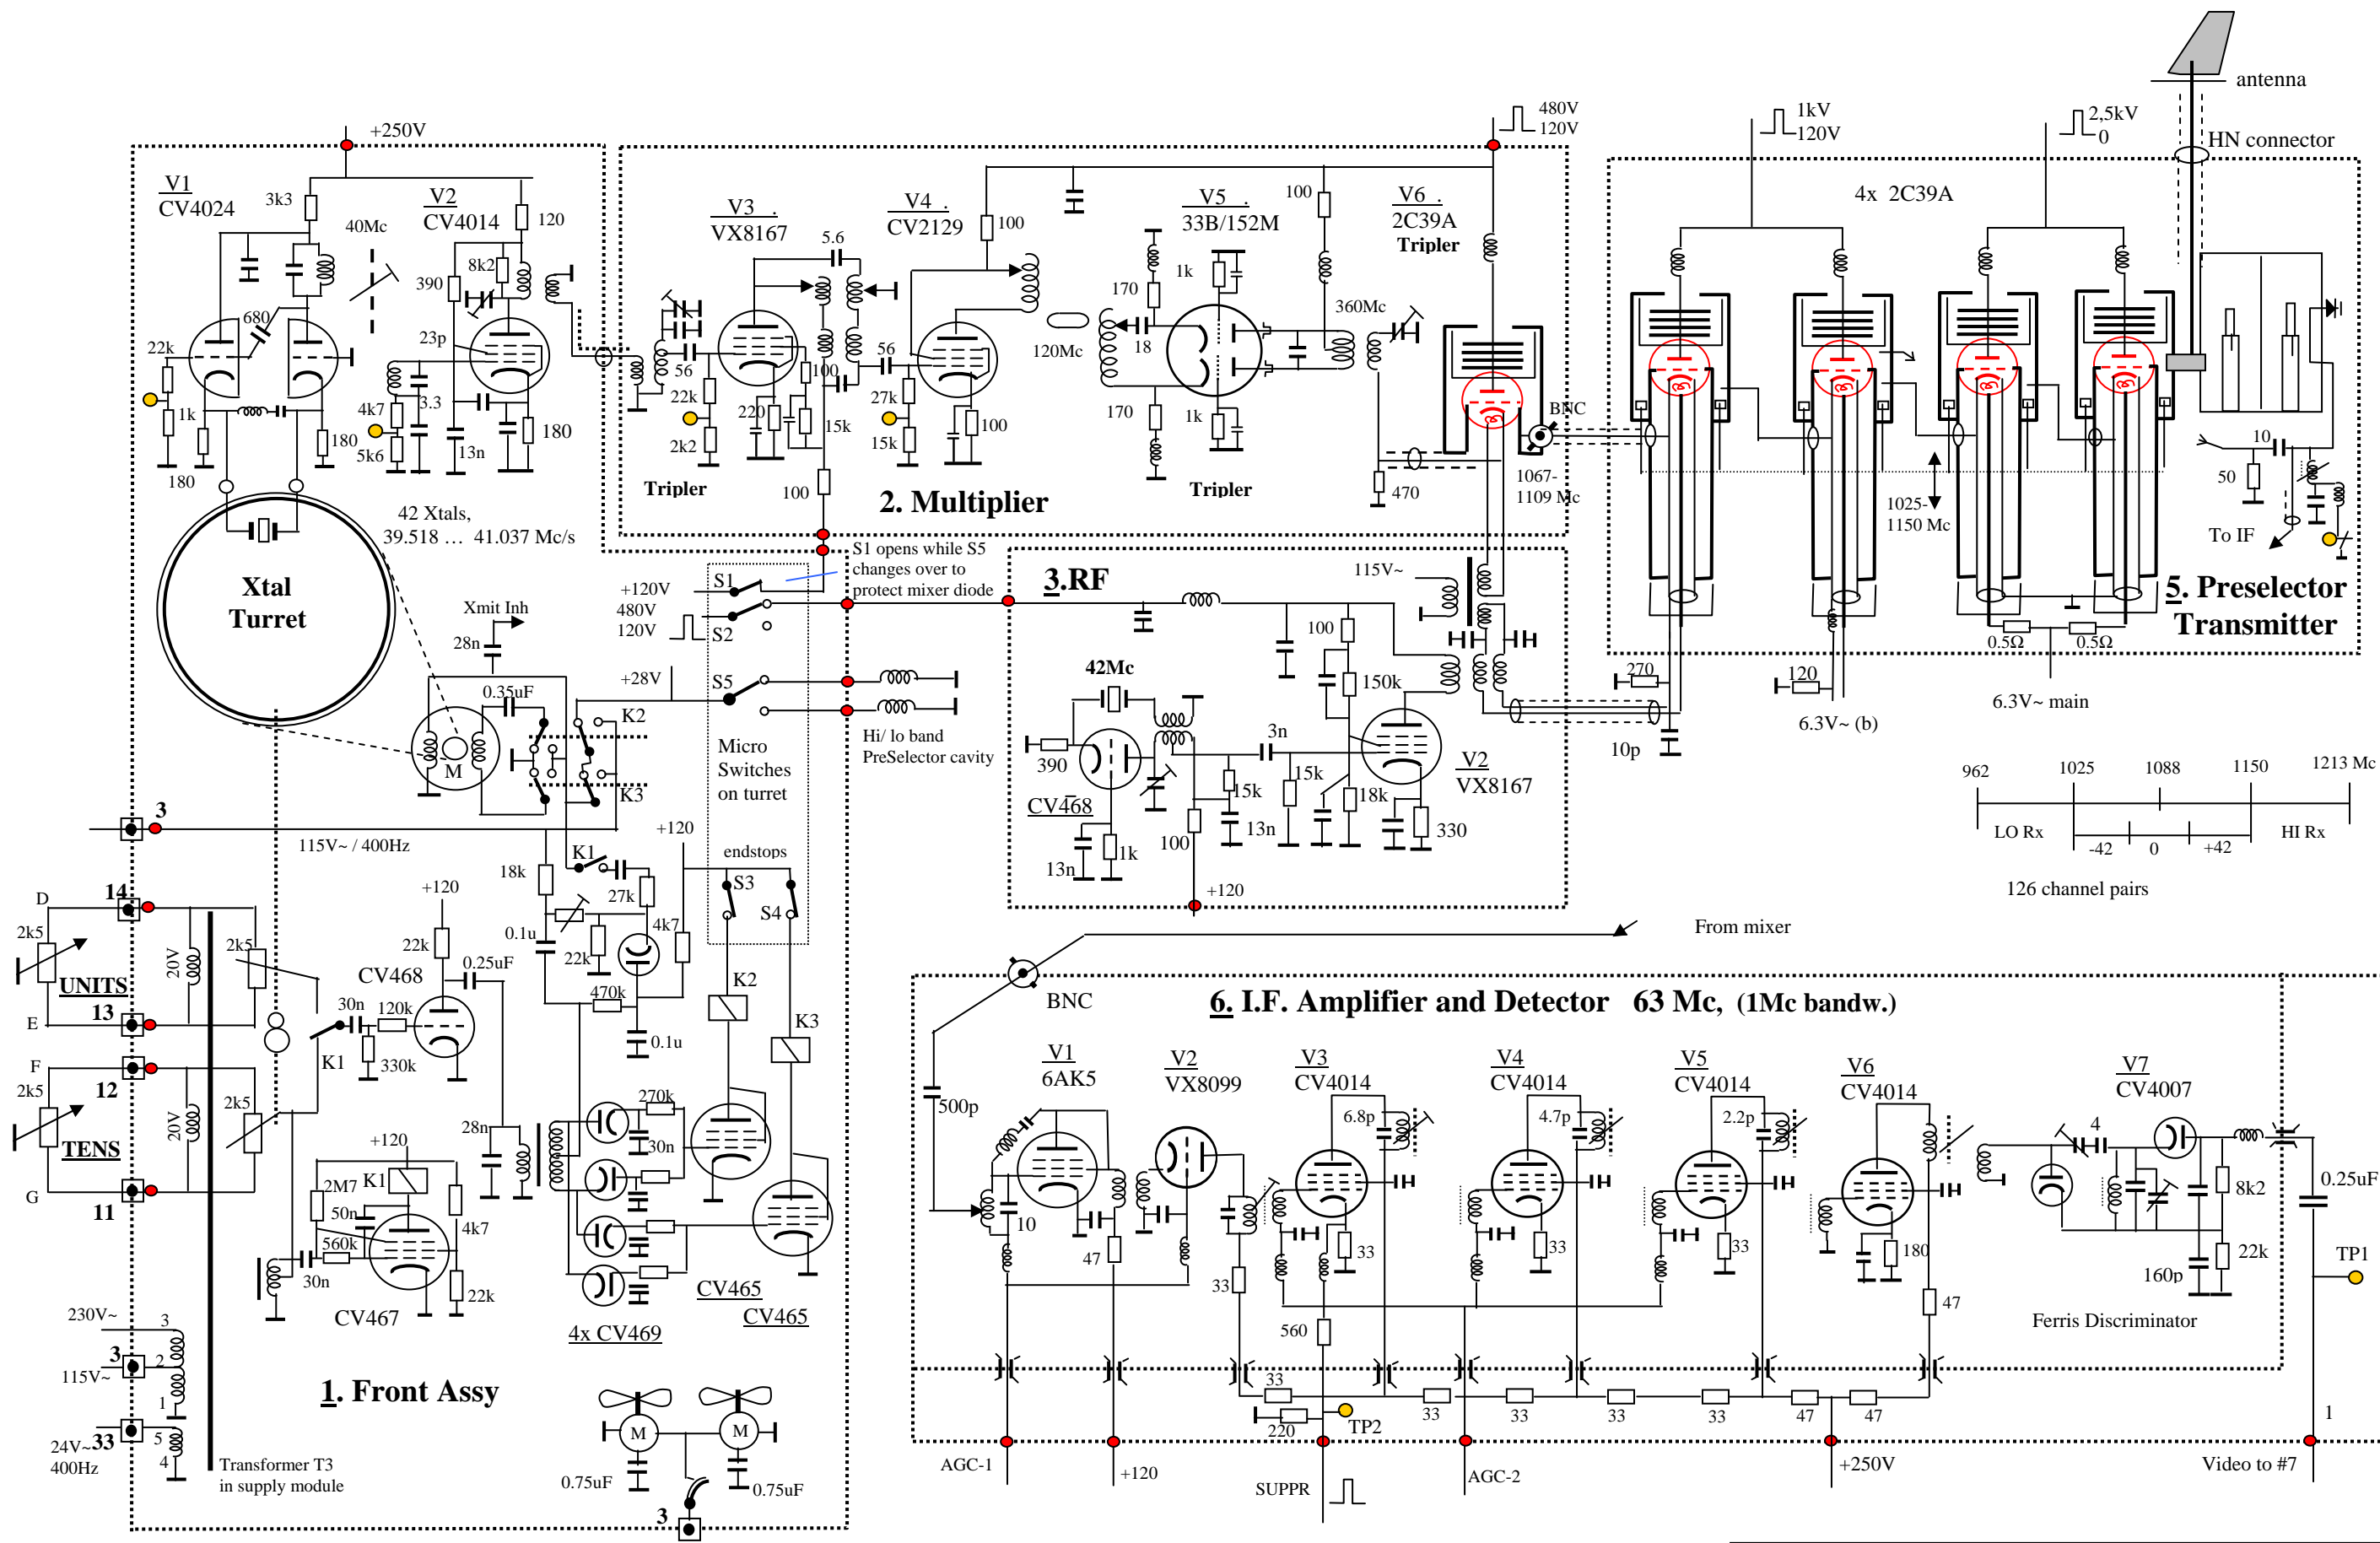 antenna
HN connector
+250V
480V
120V
1kV
120V
2,5kV
0
V1
CV4024
3k3
40Mc
V2
CV4014
120
8k2
390
680
22k
1k
180
180
23p
3.3
4k7
5k6
13n
180
42 Xtals,
39.518 … 41.037 Mc/s
Xtal
Turret
V3 .
VX8167
5.6
56
22k
2k2
220
100
15k
100
Tripler
V4 .
CV2129
100
56
27k
15k
100
120Mc
2. Multiplier
V5 .
33B/152M
170
1k
18
170
1k
Tripler
100
360Mc
470
V6 .
2C39A
Tripler
BNC
1067-
1109 Mc
4x 2C39A
1025-
1150 Mc
10
50
To IF
5. Preselector
Transmitter
0.5Ω
0.5Ω
270
120
10p
6.3V~ (b)
6.3V~ main
962
1025
1088
1150
1213 Mc
LO Rx
HI Rx
-42
0
+42
126 channel pairs
S1 opens while S5
changes over to
protect mixer diode
+120V
480V
120V
S1
S2
+28V
S5
Hi/ lo band
PreSelector cavity
Micro
Switches
on turret
endstops
S3
S4
Xmit Inh
28n
0.35uF
M
K2
K3
3
115V~ / 400Hz
3.RF
115V~
42Mc
390
CV468
13n
1k
100
15k
13n
3n
15k
18k
100
150k
V2
VX8167
330
+120
D
14
2k5
20V
2k5
UNITS
13
E
F
12
2k5
20V
2k5
TENS
G
11
K1
+120
22k
CV468
0.25uF
30n
120k
330k
+120
K1
2M7
50n
560k
30n
4k7
22k
CV467
+120
18k
K1
27k
4k7
0.1u
22k
470k
0.1u
K2
K3
28n
270k
30n
4x CV469
CV465
CV465
230V~
3
3
2
115V~
1
33
5
24V~
400Hz
4
1. Front Assy
Transformer T3
in supply module
M
M
0.75uF
0.75uF
3
From mixer
BNC
6. I.F. Amplifier and Detector 63 Mc, (1Mc bandw.)
500p
V1
6AK5
10
47
V2
VX8099
33
V3
CV4014
6.8p
33
560
V4
CV4014
4.7p
33
V5
CV4014
2.2p
33
V6
CV4014
180
47
V7
CV4007
4
8k2
22k
160p
Ferris Discriminator
0.25uF
TP1
33
220
TP2
33
33
33
33
47
47
1
AGC-1
+120
SUPPR
AGC-2
+250V
Video to #7